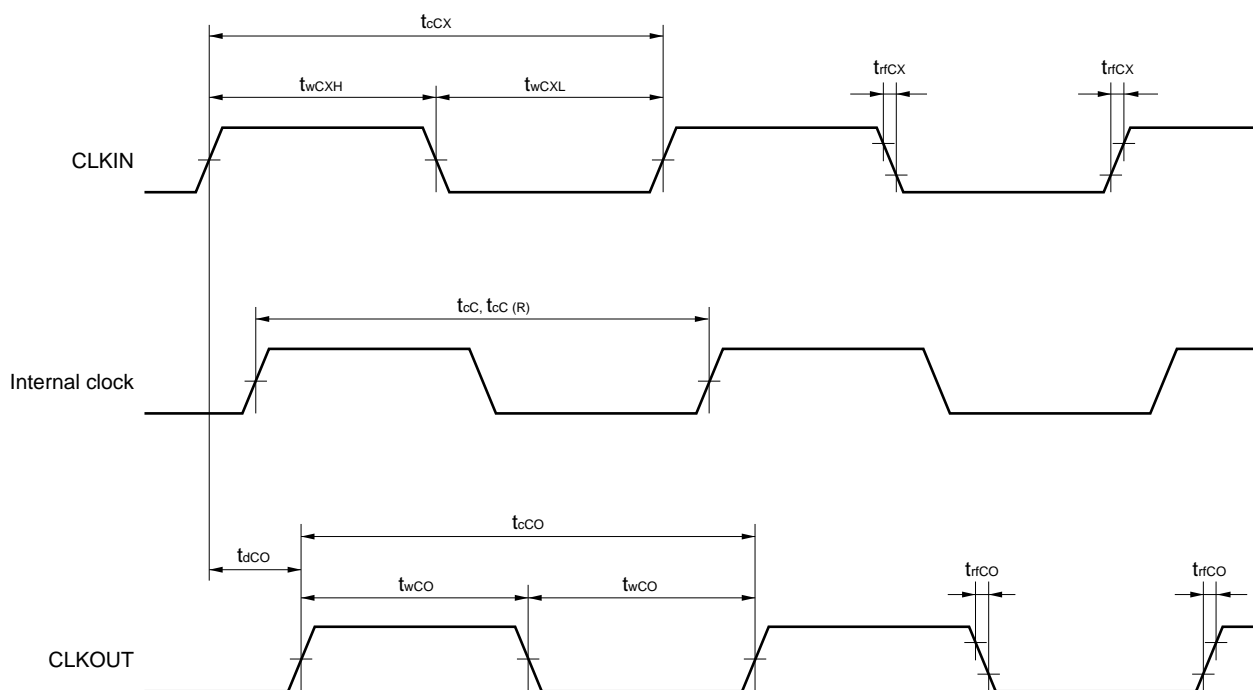 tcCX
twCXH twCXL trfCX trfCX
CLKIN
tcC, tcC (R)
Internal clock
tcCO
tdCO
twCO twCO trfCO trfCO
CLKOUT